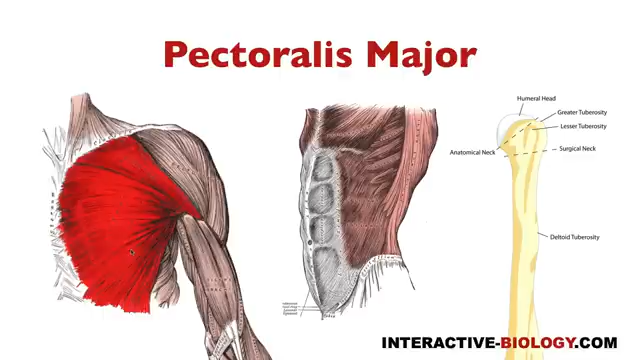 Pectoralis Major
Humeral Head
Greater Tuberosity
Lesser Tuberosity
Anatomical Neck
Surgical Neck
Deltoid Tuberosity
INTERACTIVE-BIOLOGY.COM